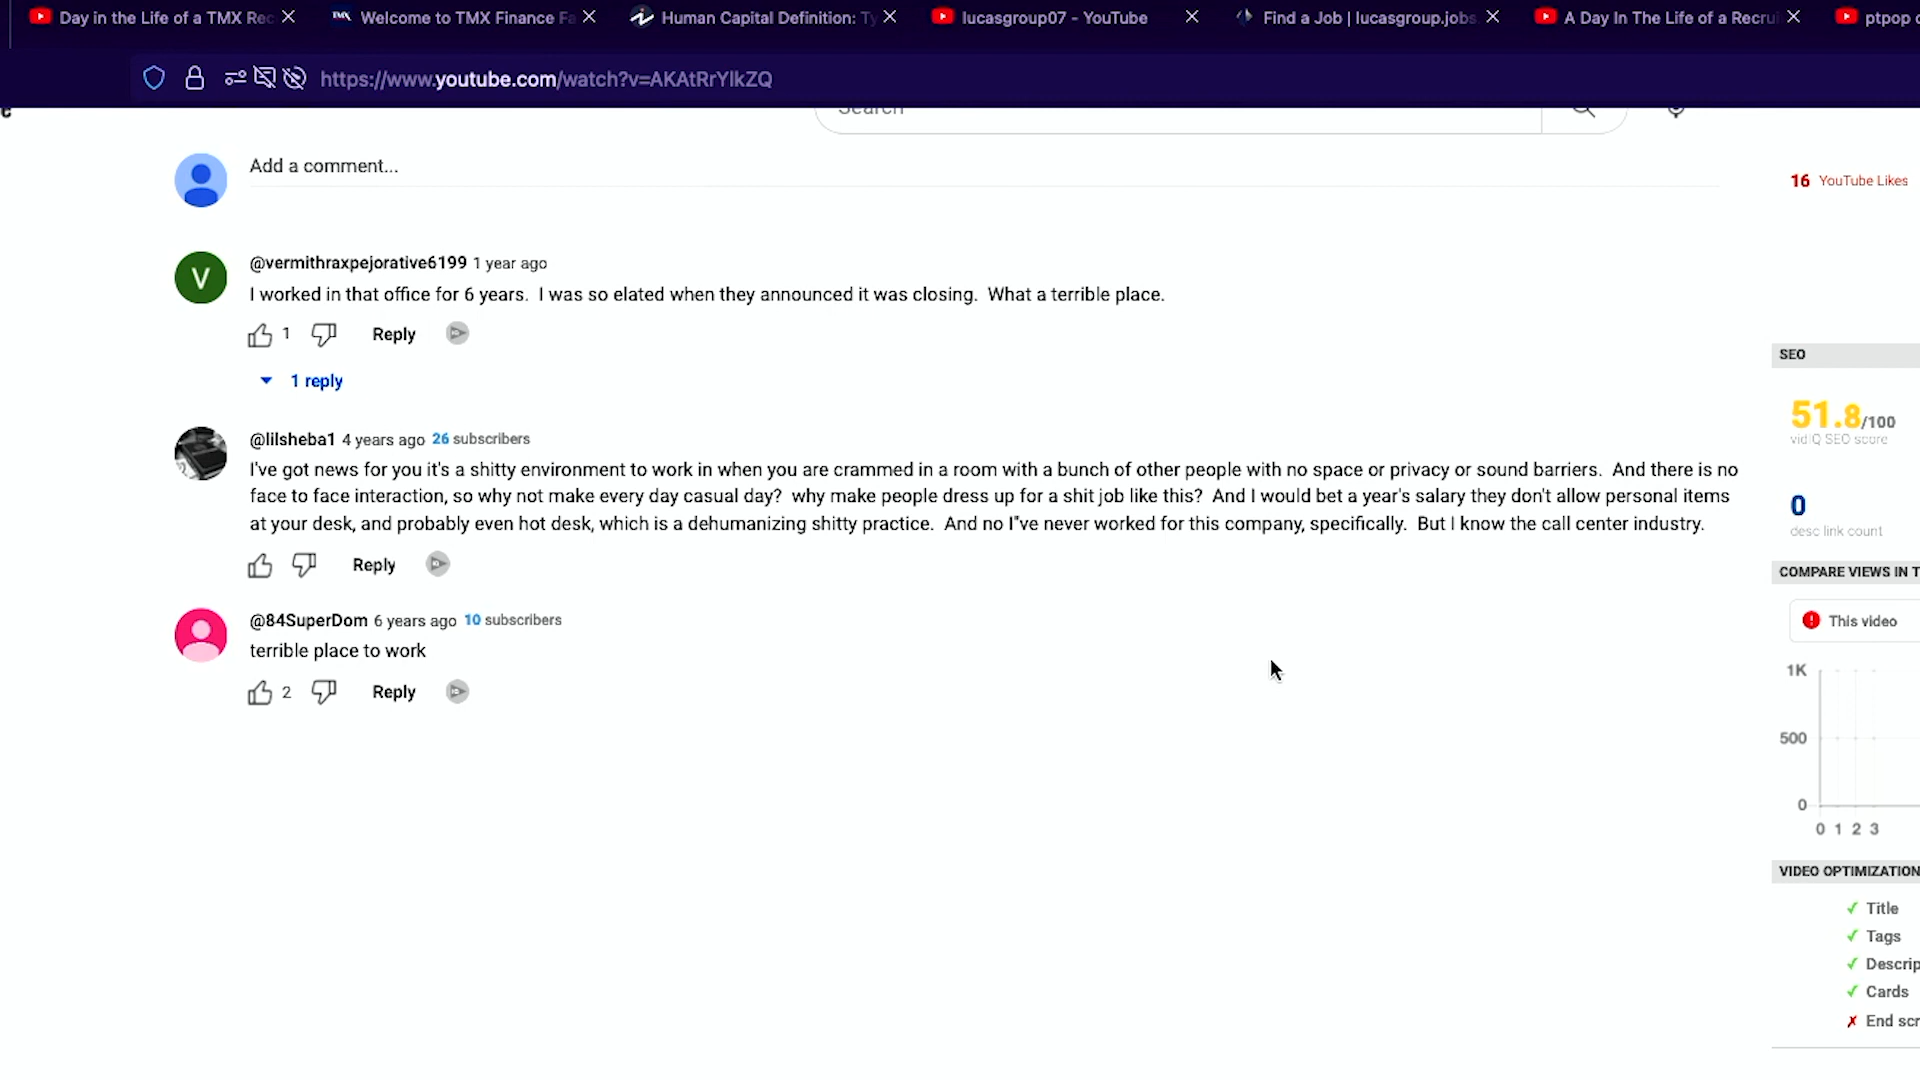 Day in the Life of a TMX Rec
Welcome to TMX Finance Fa
Human Capital Definition: Ty
lucasgroup07 - YouTube
Find a Job | lucasgroup.jobs
A Day In The Life of a Recrui
ptpop
https://www.youtube.com/watch?v=AKAtRrYlkZQ
Search
Add a comment...
16 YouTube Likes
V
@vermithraxpejorative6199 1 year ago
I worked in that office for 6 years. I was so elated when they announced it was closing. What a terrible place.
1 Reply
1 reply
SEO
51.8/100
vidIQ SEO score
@lilsheba1 4 years ago 26 subscribers
I've got news for you it's a shitty environment to work in when you are crammed in a room with a bunch of other people with no space or privacy or sound barriers. And there is no
face to face interaction, so why not make every day casual day? why make people dress up for a shit job like this? And I would bet a year's salary they don't allow personal items
at your desk, and probably even hot desk, which is a dehumanizing shitty practice. And no I"ve never worked for this company, specifically. But I know the call center industry.
Reply
0
desc link count
COMPARE VIEWS IN T
@84SuperDom 6 years ago 10 subscribers
terrible place to work
2 Reply
This video
1K
500
0
0 1 2 3
VIDEO OPTIMIZATION
✓ Title
✓ Tags
✓ Descrip
✓ Cards
✗ End scr